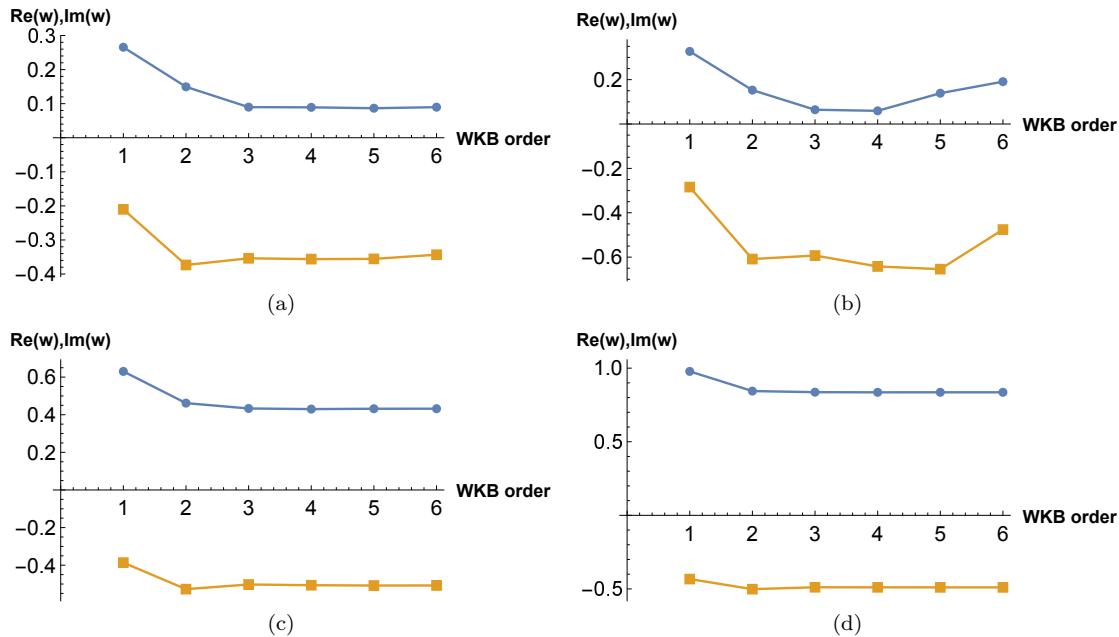 Re(w),Im(w)
0.3
0.2
0.1
WKB order
1 2 3 4 5 6
−0.1
−0.2
−0.3
−0.4
(a)
Re(w),Im(w)
0.2
WKB order
1 2 3 4 5 6
−0.2
−0.4
−0.6
(b)
Re(w),Im(w)
0.6
0.4
0.2
WKB order
1 2 3 4 5 6
−0.2
−0.4
(c)
Re(w),Im(w)
1.0
0.5
WKB order
1 2 3 4 5 6
−0.5
(d)